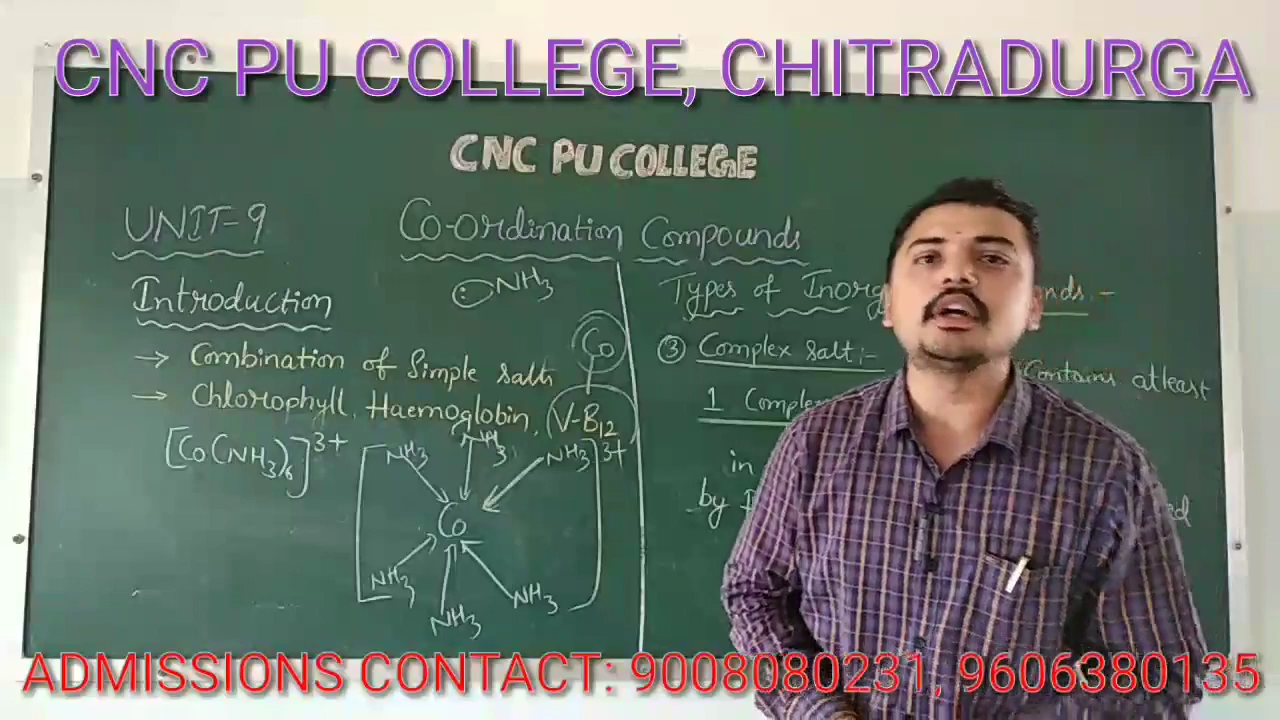 CNC PU COLLEGE, CHITRADURGA
CNC PU COLLEGE
UNIT-9
Co-ordination Compounds
Introduction
:NH3
→ Combination of Simple salts
→ Chlorophyll, Haemoglobin, V-B12
Co
[Co(NH3)6]3+
NH3 NH3 NH3 3+
Co
NH3 NH3 NH3
Types of
③ Complex salt:-
Contains atleast
1
in
by
ADMISSIONS CONTACT: 9008080231, 9606380135